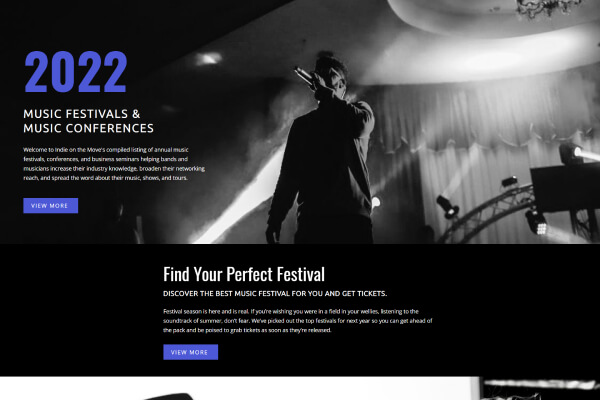 2022
MUSIC FESTIVALS &
MUSIC CONFERENCES
Welcome to Indie on the Move's compiled listing of annual music
festivals, conferences, and business seminars helping bands and
musicians increase their industry knowledge, broaden their networking
reach, and spread the word about their music, shows, and tours.
VIEW MORE
Find Your Perfect Festival
DISCOVER THE BEST MUSIC FESTIVAL FOR YOU AND GET TICKETS.
Festival season is here and is real. If you're wishing you were in a field in your wellies, listening to the
soundtrack of summer, don't fear. We've picked out the top festivals for next year so you can get ahead of
the pack and be poised to grab tickets as soon as they're released.
VIEW MORE